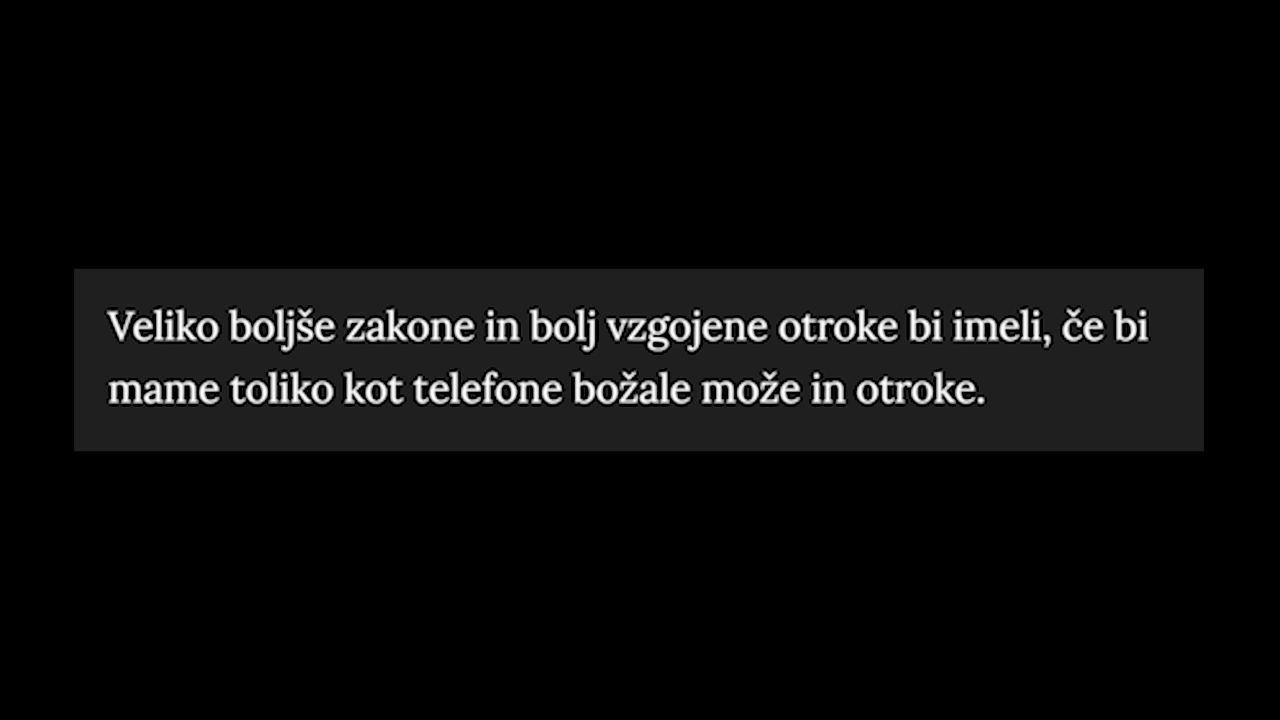 Veliko boljše zakone in bolj vzgojene otroke bi imeli, če bi
mame toliko kot telefone božale može in otroke.